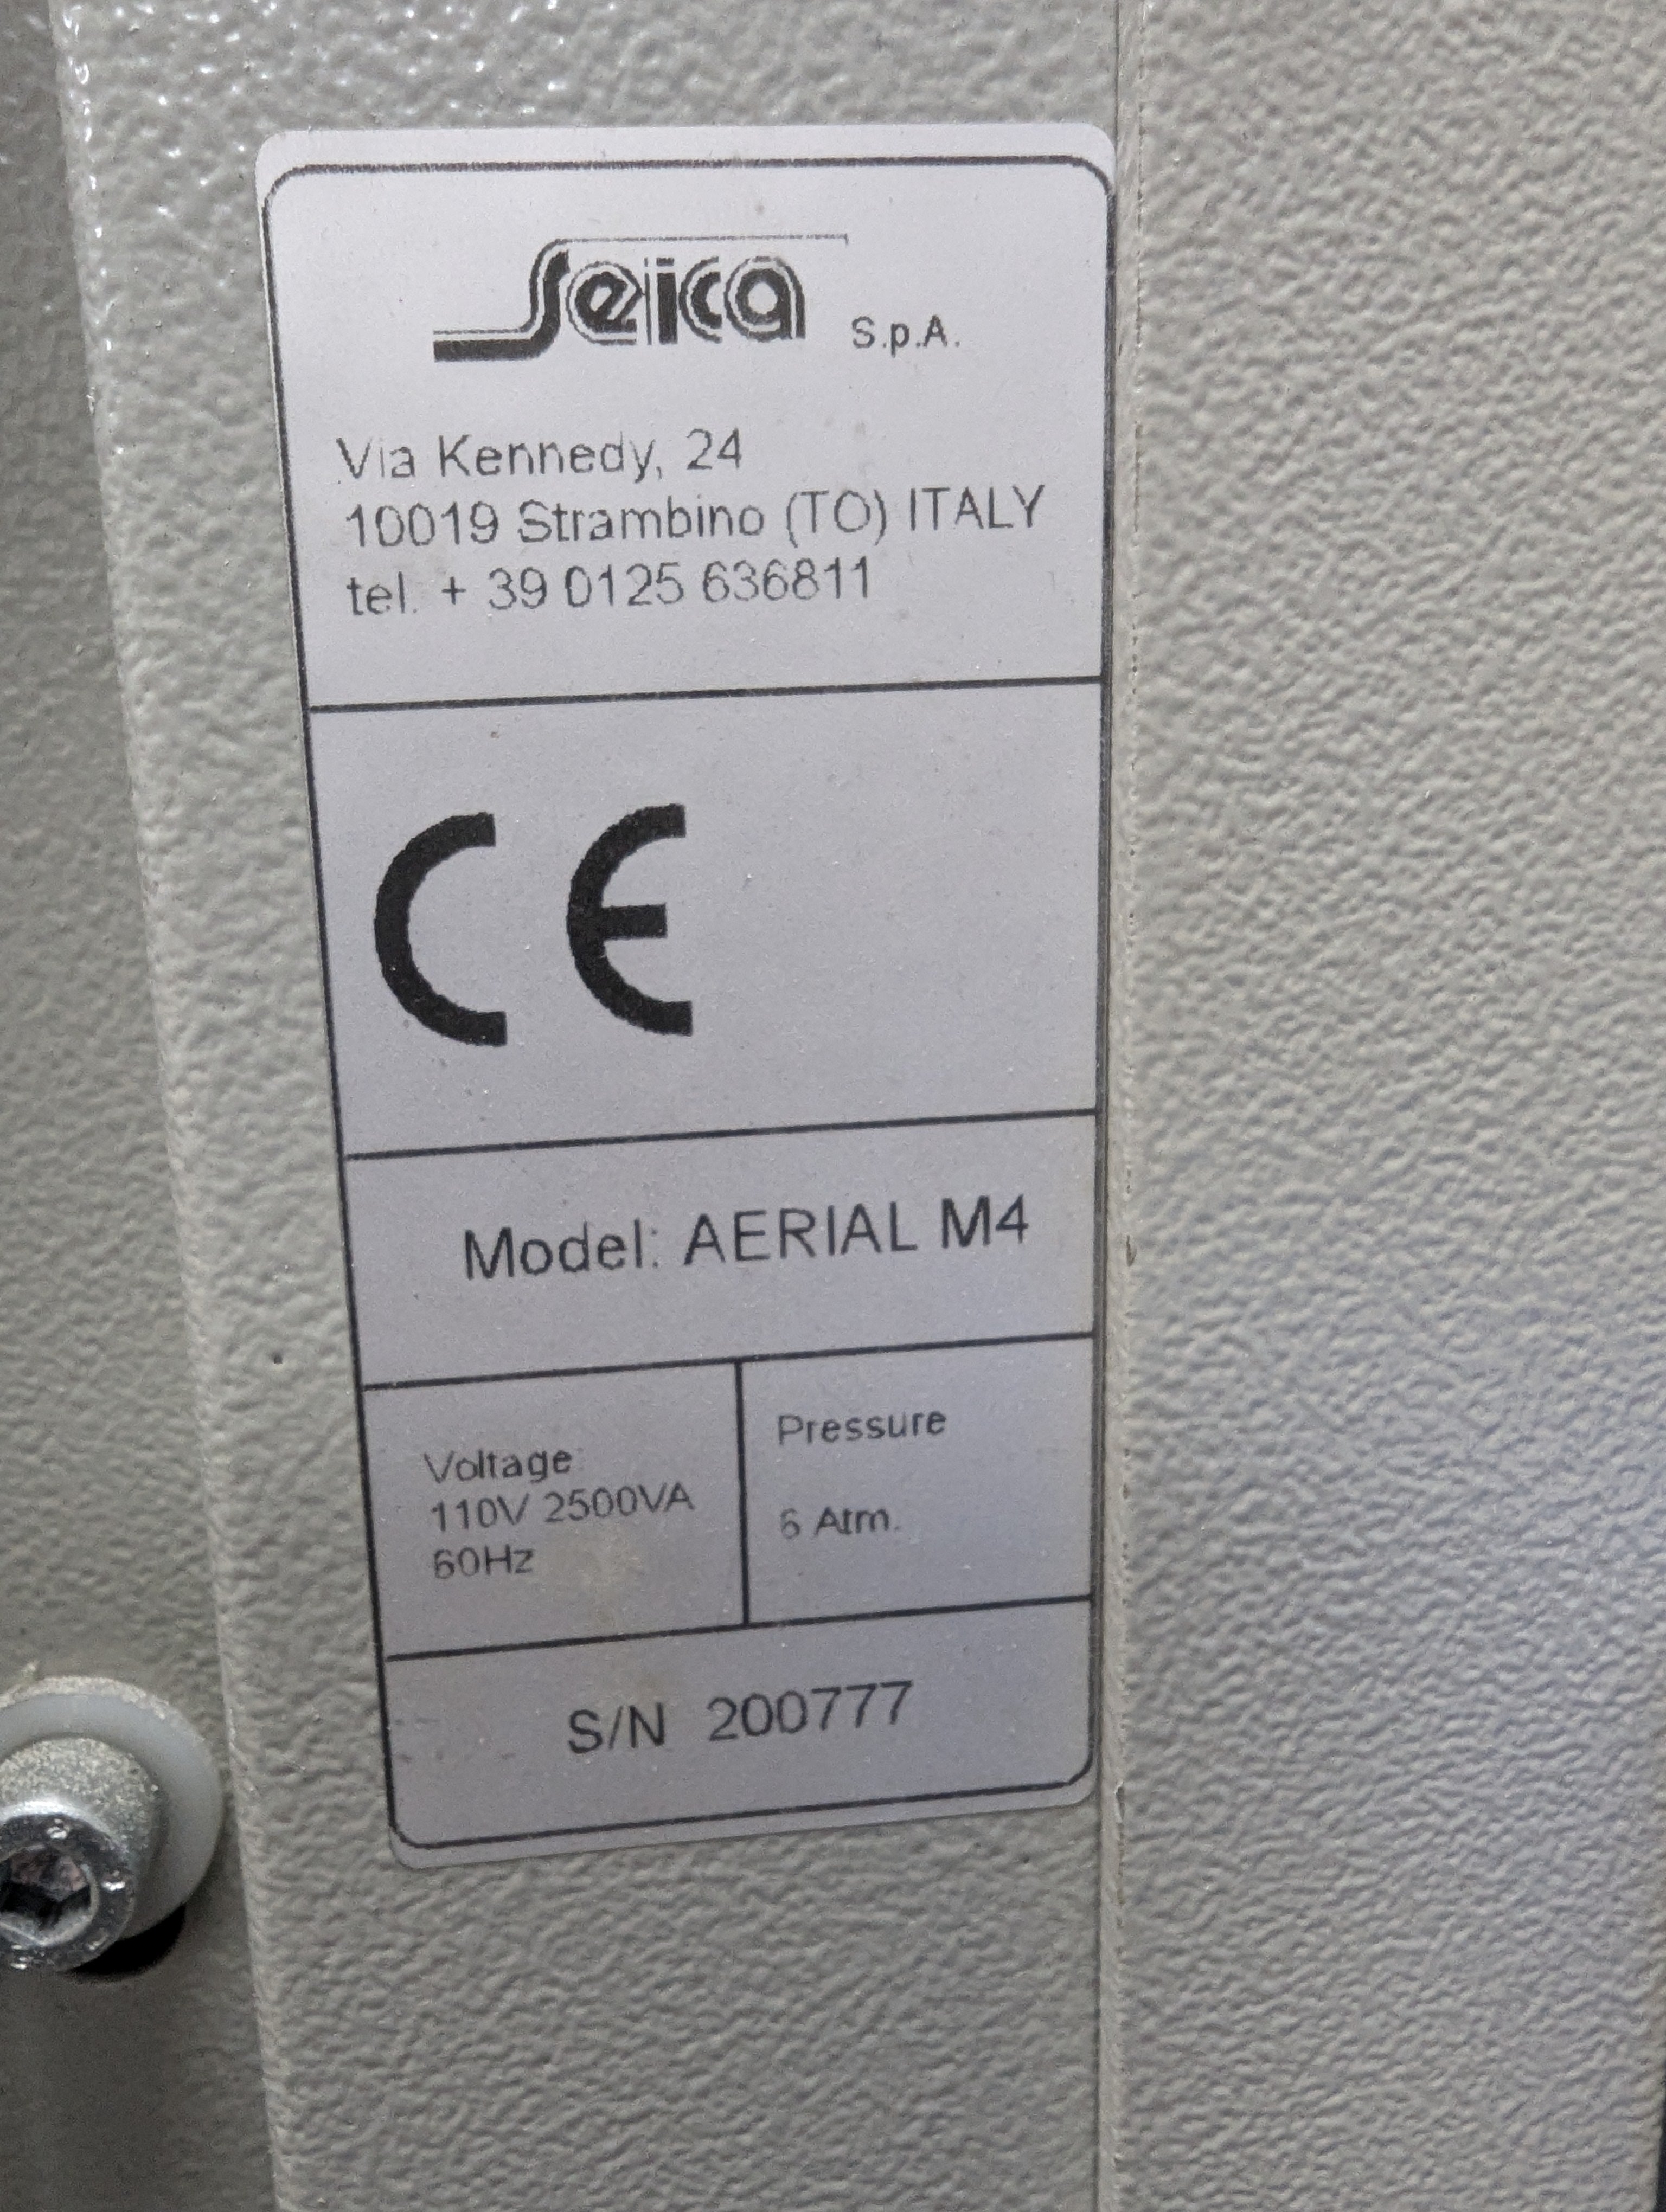 Seica S.p.A.
Via Kennedy, 24
10019 Strambino (TO) ITALY
tel. + 39 0125 636811
CE
Model: AERIAL M4
Voltage
110V 2500VA
60Hz
Pressure
6 Atm.
S/N 200777